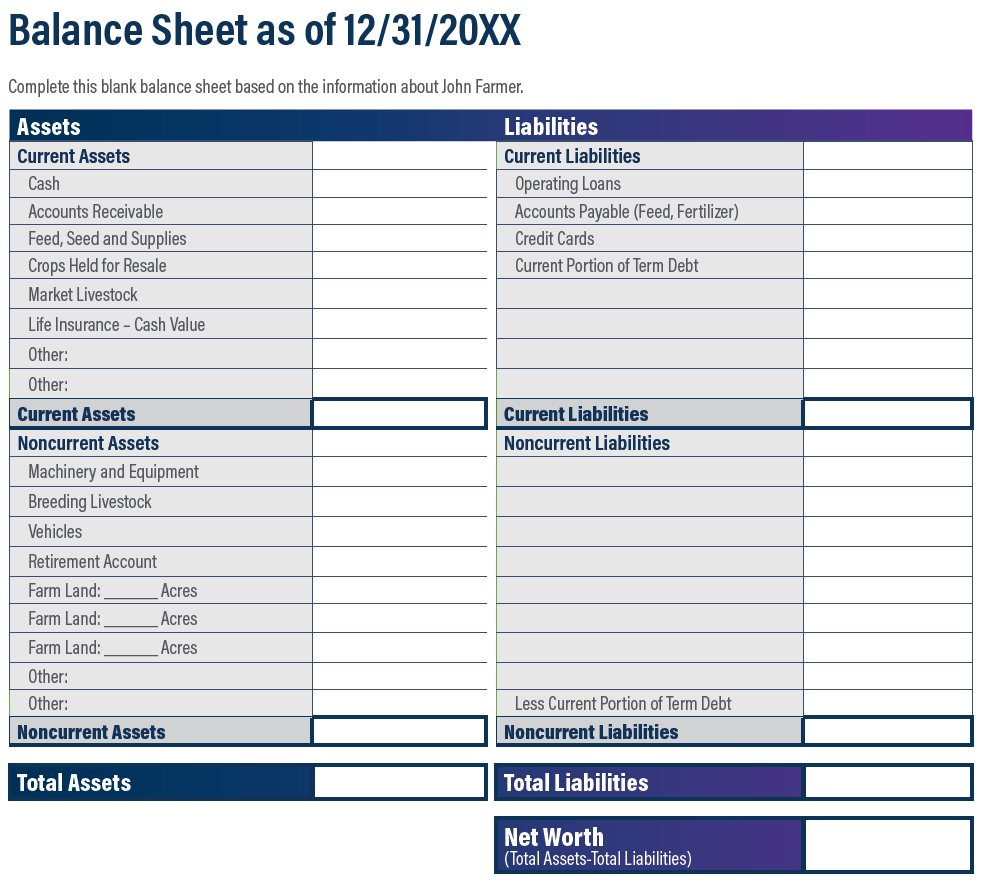 Balance Sheet as of 12/31/20XX
Complete this blank balance sheet based on the information about John Farmer.
Assets
Liabilities
Current Assets
Current Liabilities
Cash
Operating Loans
Accounts Receivable
Accounts Payable (Feed, Fertilizer)
Feed, Seed and Supplies
Credit Cards
Crops Held for Resale
Current Portion of Term Debt
Market Livestock
Life Insurance – Cash Value
Other:
Other:
Current Assets
Current Liabilities
Noncurrent Assets
Noncurrent Liabilities
Machinery and Equipment
Breeding Livestock
Vehicles
Retirement Account
Farm Land: ______ Acres
Farm Land: ______ Acres
Farm Land: ______ Acres
Other:
Other:
Less Current Portion of Term Debt
Noncurrent Assets
Noncurrent Liabilities
Total Assets
Total Liabilities
Net Worth
(Total Assets-Total Liabilities)